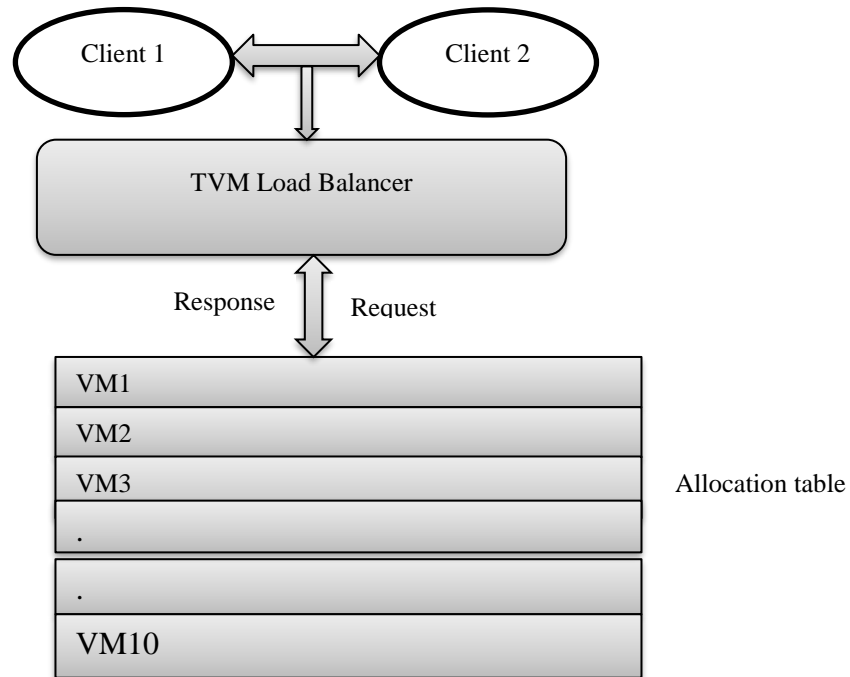 Client 1
Client 2
TVM Load Balancer
Response
Request
VM1
VM2
VM3
Allocation table
.
.
VM10